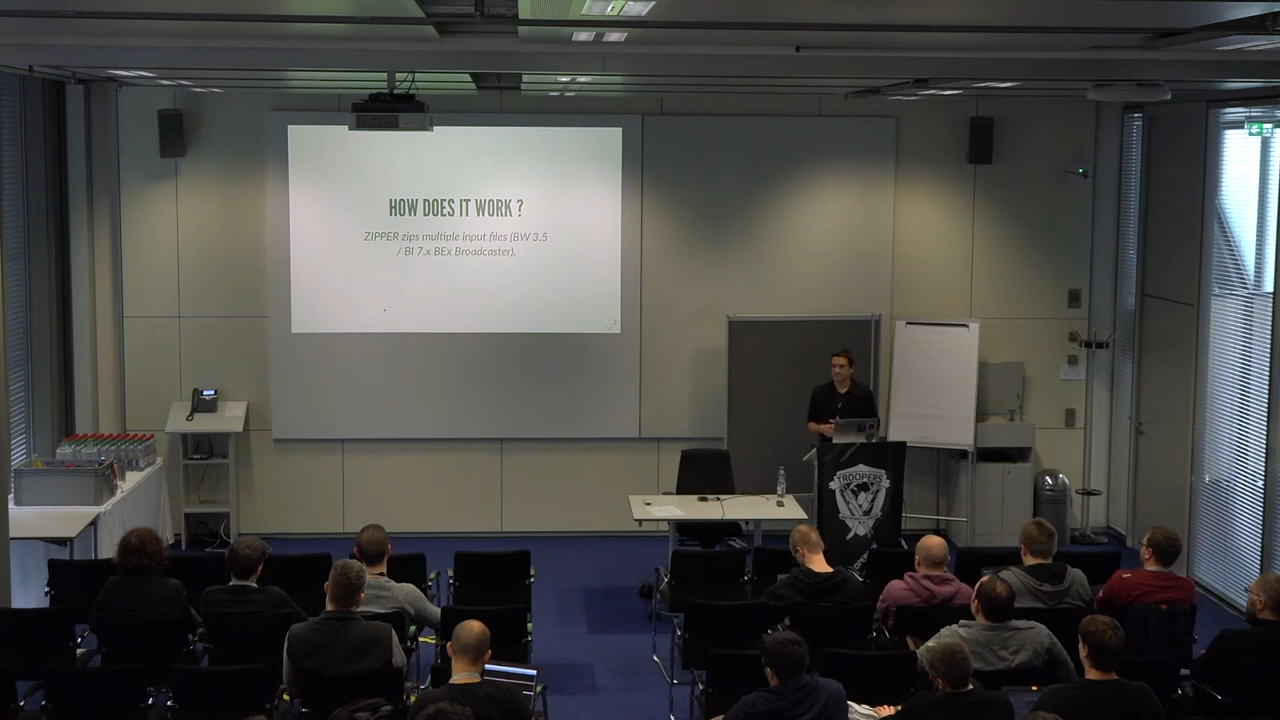 HOW DOES IT WORK ?
ZIPPER zips multiple input files (BW 3.5
/ BI 7.x BEx Broadcaster).
TROOPERS